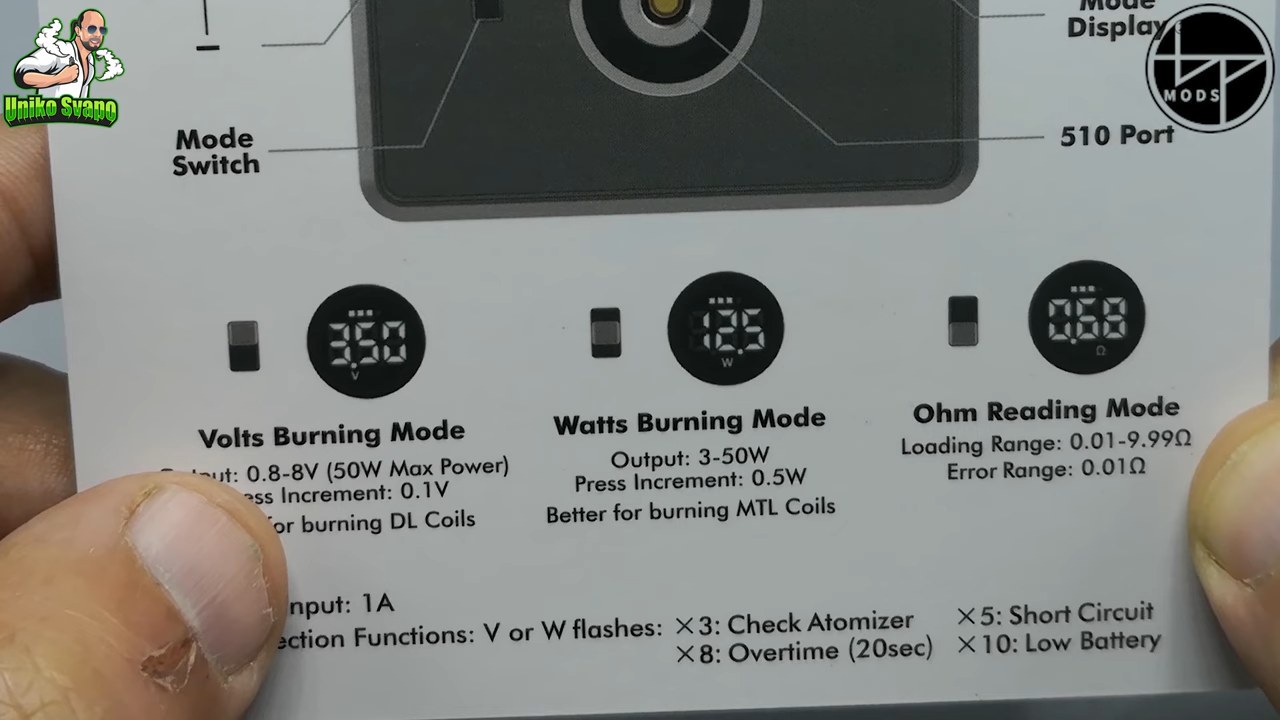 Uniko Svapo
Mode
Display
MODS
Mode
Switch
510 Port
3.50
V
12.5
W
0.68
Ω
Volts Burning Mode
0.8-8V (50W Max Power)
Increment: 0.1V
for burning DL Coils
Watts Burning Mode
Output: 3-50W
Press Increment: 0.5W
Better for burning MTL Coils
Ohm Reading Mode
Loading Range: 0.01-9.99Ω
Error Range: 0.01Ω
1A
Functions: V or W flashes: ×3: Check Atomizer ×5: Short Circuit
×8: Overtime (20sec) ×10: Low Battery